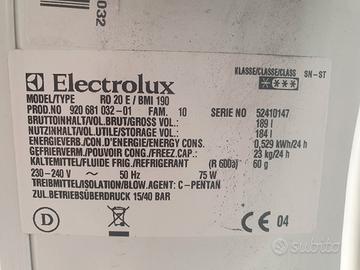 032
Electrolux
KLASSE/CLASSE/CLASS SN-ST
****
MODEL/TYPE RO 20 E / BMI 190
PROD.NO 920 681 032-01 FAM. 10 SERIE NO 52410147
BRUTTOINHALT/VOL.BRUT/GROSS VOL.: 189 l
NUTZINHALT/VOL.UTILE/STORAGE VOL.: 184 l
ENERGIEVERB./CON.D'ENERGIE/ENERGY CONS.: 0,529 kWh/24 h
GEFRIERVERM./POUVOIR CONG./FREEZ.CAP.: 23 kg/24 h
KALTEMITTEL/FLUIDE FRIG./REFRIGERANT (R 600a) 60 g
230-240 V ~ 50 Hz 75 W
TREIBMITTEL/ISOLATION/BLOW.AGENT: C-PENTAN
ZUL.BETRIEBSÜBERDRUCK 15/40 BAR
D
CE 04
subito